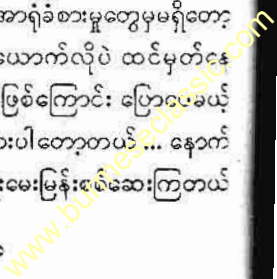 အာရုံခံစားမှုတွေမှမရှိတော့
ယောက်လိုပဲ ထင်မှတ်နေ
ဖြစ်ကြောင်း ပြောပေမယ့်
ပါတော့တယ် ... နောက်
မေးမြန်းစစ်ဆေးကြတယ်
www.burmeseclassic.com